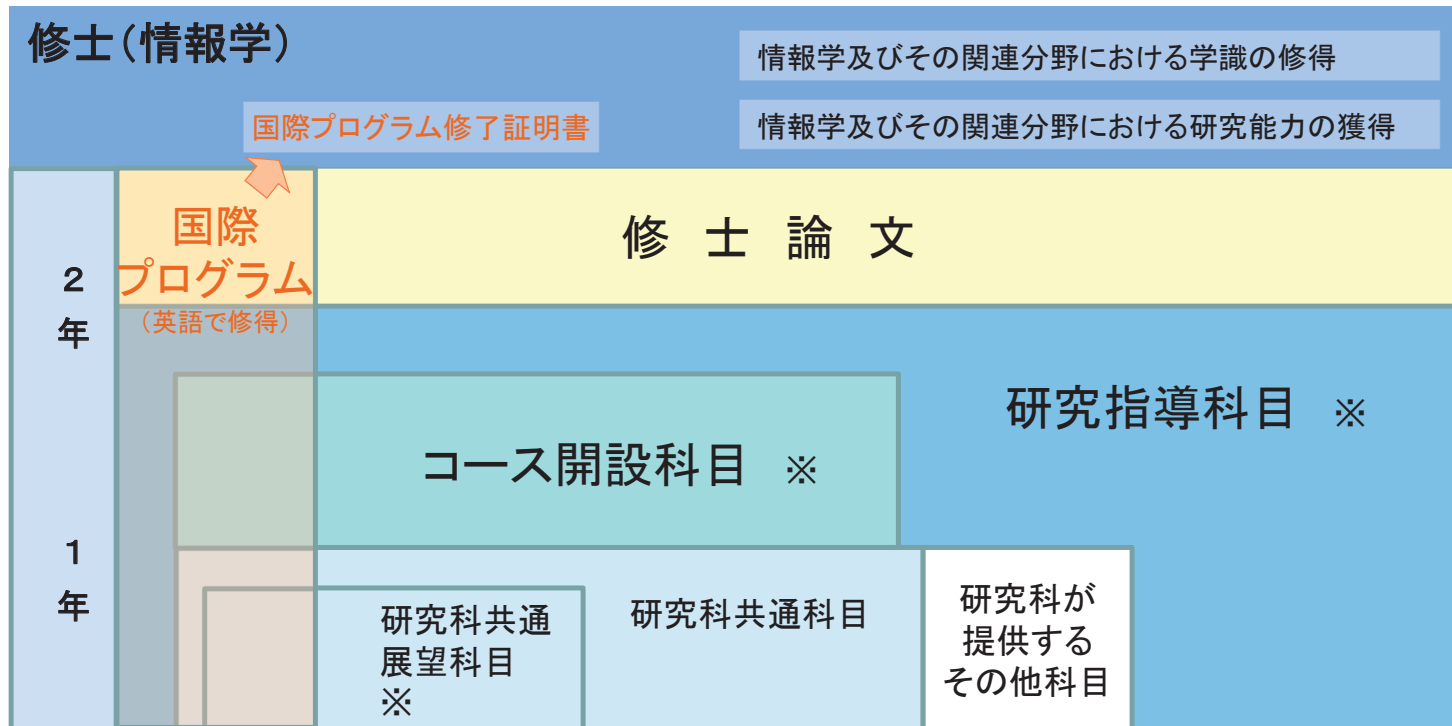 修士（情報学）
情報学及びその関連分野における学識の修得
国際プログラム修了証明書
情報学及びその関連分野における研究能力の獲得
国際
プログラム
（英語で修得）
修 士 論 文
2
年
研究指導科目 ※
コース開設科目 ※
1
年
研究科共通
展望科目
※
研究科共通科目
研究科が
提供する
その他科目